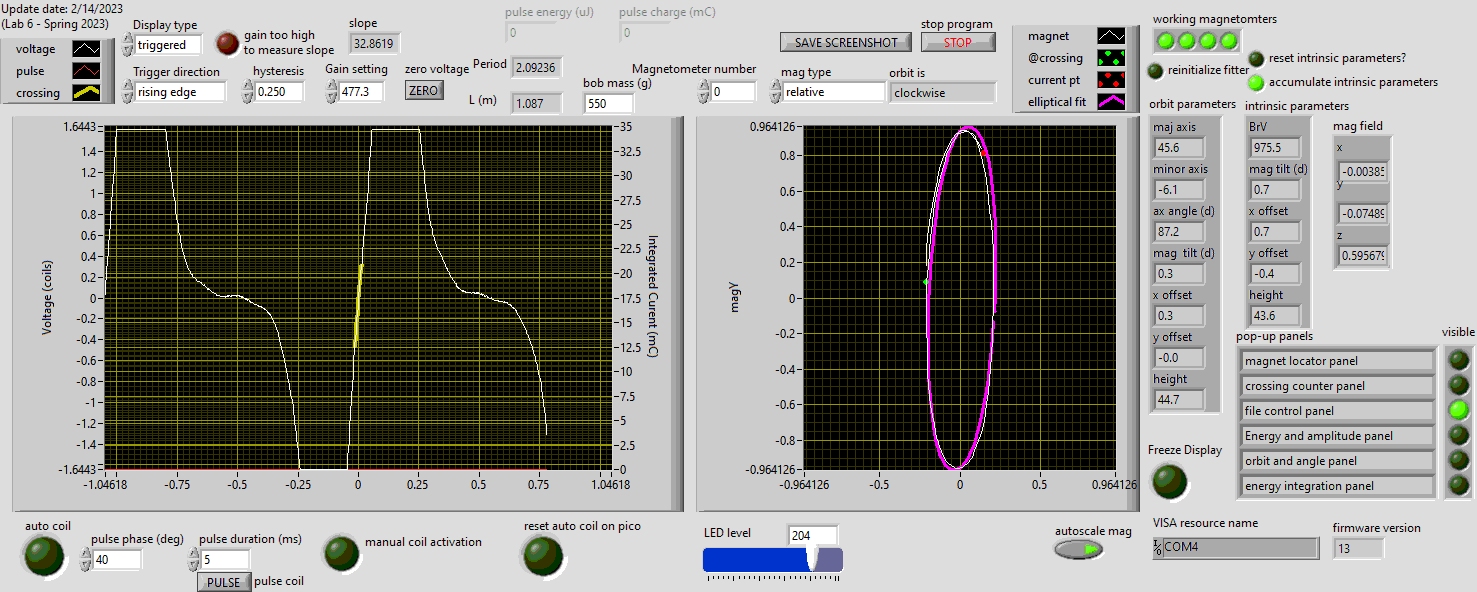 Update date: 2/14/2023
(Lab 6 - Spring 2023)
voltage
pulse
crossing
Display type
triggered
gain too high
to measure slope
slope
32.8619
pulse energy (uJ)
0
pulse charge (mC)
0
Trigger direction
rising edge
hysteresis
0.250
Gain setting
477.3
zero voltage
ZERO
Period
2.09236
L (m)
1.087
bob mass (g)
550
SAVE SCREENSHOT
stop program
STOP
Magnetometer number
0
mag type
relative
orbit is
clockwise
magnet
@crossing
current pt
elliptical fit
working magnetomters
reinitialize fitter
reset intrinsic parameters?
accumulate intrinsic parameters
Voltage (coils)
1.6443
1.4
1.2
1
0.8
0.6
0.4
0.2
0
-0.2
-0.4
-0.6
-0.8
-1
-1.2
-1.4
-1.6443
-1.04618
-0.75
-0.5
-0.25
0
0.25
0.5
0.75
1.04618
35
32.5
30
27.5
25
22.5
20
17.5
15
12.5
10
7.5
5
2.5
0
Integrated Curent (mC)
magY
0.964126
0.8
0.6
0.4
0.2
0
-0.2
-0.4
-0.6
-0.8
-0.964126
-0.964126
-0.5
0
0.5
0.964126
orbit parameters
maj axis
45.6
minor axis
-6.1
ax angle (d)
87.2
mag tilt (d)
0.3
x offset
0.3
y offset
-0.0
height
44.7
intrinsic parameters
BrV
975.5
mag tilt (d)
0.7
x offset
0.7
y offset
-0.4
height
43.6
mag field
x
-0.00385
y
-0.07489
z
0.595679
pop-up panels
visible
magnet locator panel
crossing counter panel
file control panel
Energy and amplitude panel
orbit and angle panel
energy integration panel
Freeze Display
auto coil
pulse phase (deg)
40
pulse duration (ms)
5
PULSE
pulse coil
manual coil activation
reset auto coil on pico
LED level
204
autoscale mag
VISA resource name
COM4
firmware version
13